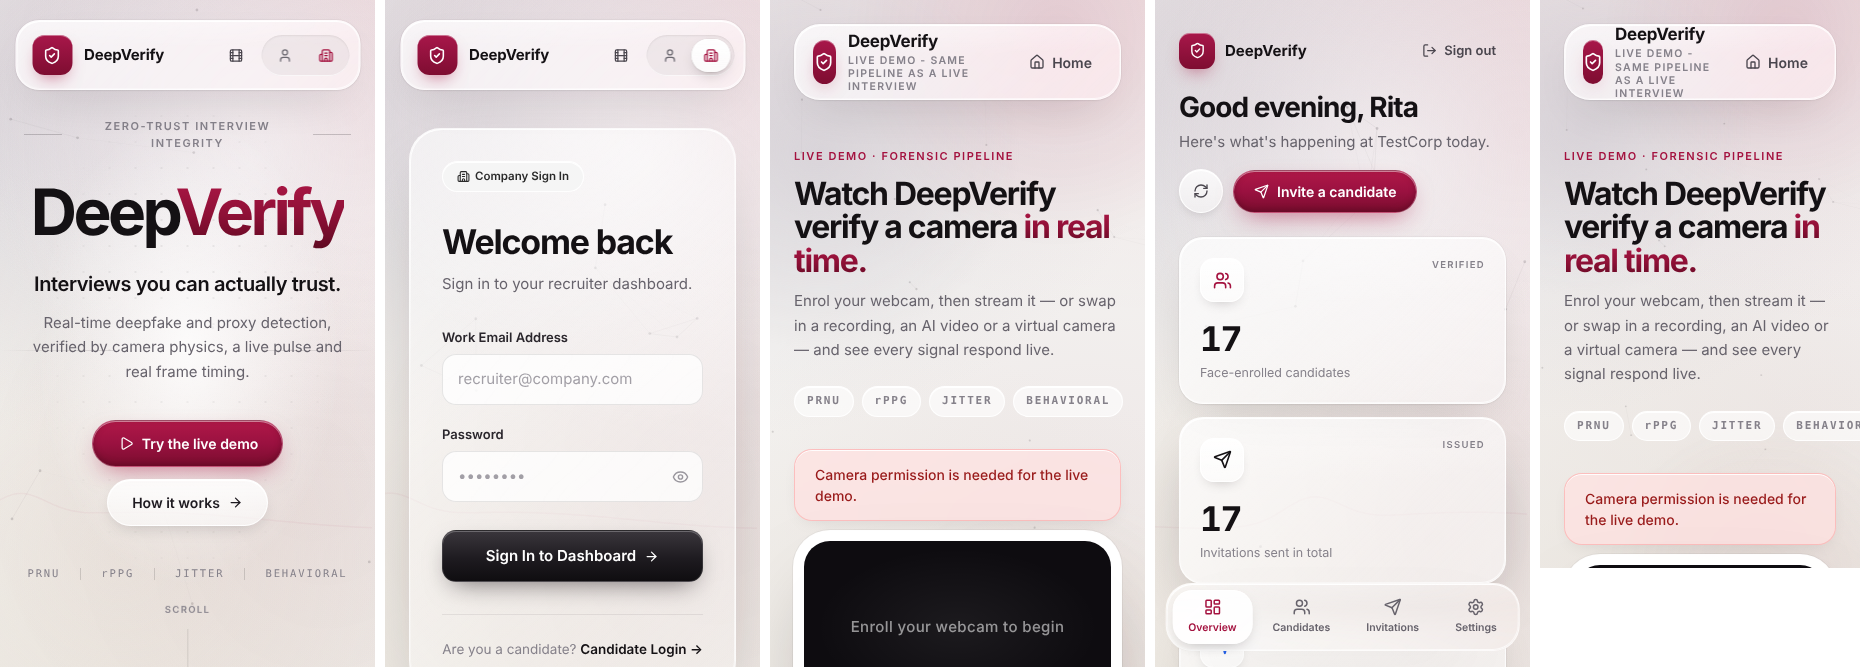 DeepVerify
ZERO-TRUST INTERVIEW
INTEGRITY
DeepVerify
Interviews you can actually trust.
Real-time deepfake and proxy detection,
verified by camera physics, a live pulse and
real frame timing.
Try the live demo
How it works →
PRNU | rPPG | JITTER | BEHAVIORAL
SCROLL
DeepVerify
Company Sign In
Welcome back
Sign in to your recruiter dashboard.
Work Email Address
recruiter@company.com
Password
••••••••
Sign In to Dashboard →
Are you a candidate? Candidate Login →
DeepVerify
LIVE DEMO - SAME
PIPELINE AS A LIVE
INTERVIEW
Home
LIVE DEMO · FORENSIC PIPELINE
Watch DeepVerify
verify a camera in real
time.
Enrol your webcam, then stream it — or swap
in a recording, an AI video or a virtual camera
— and see every signal respond live.
PRNU rPPG JITTER BEHAVIORAL
Camera permission is needed for the live
demo.
Enroll your webcam to begin
DeepVerify
Sign out
Good evening, Rita
Here's what's happening at TestCorp today.
Invite a candidate
VERIFIED
17
Face-enrolled candidates
ISSUED
17
Invitations sent in total
Overview Candidates Invitations Settings
DeepVerify
LIVE DEMO -
SAME PIPELINE
AS A LIVE
INTERVIEW
Home
LIVE DEMO · FORENSIC PIPELINE
Watch DeepVerify
verify a camera in
real time.
Enrol your webcam, then stream it —
or swap in a recording, an AI video or
a virtual camera — and see every
signal respond live.
PRNU rPPG JITTER BEHAVIOR
Camera permission is needed for
the live demo.